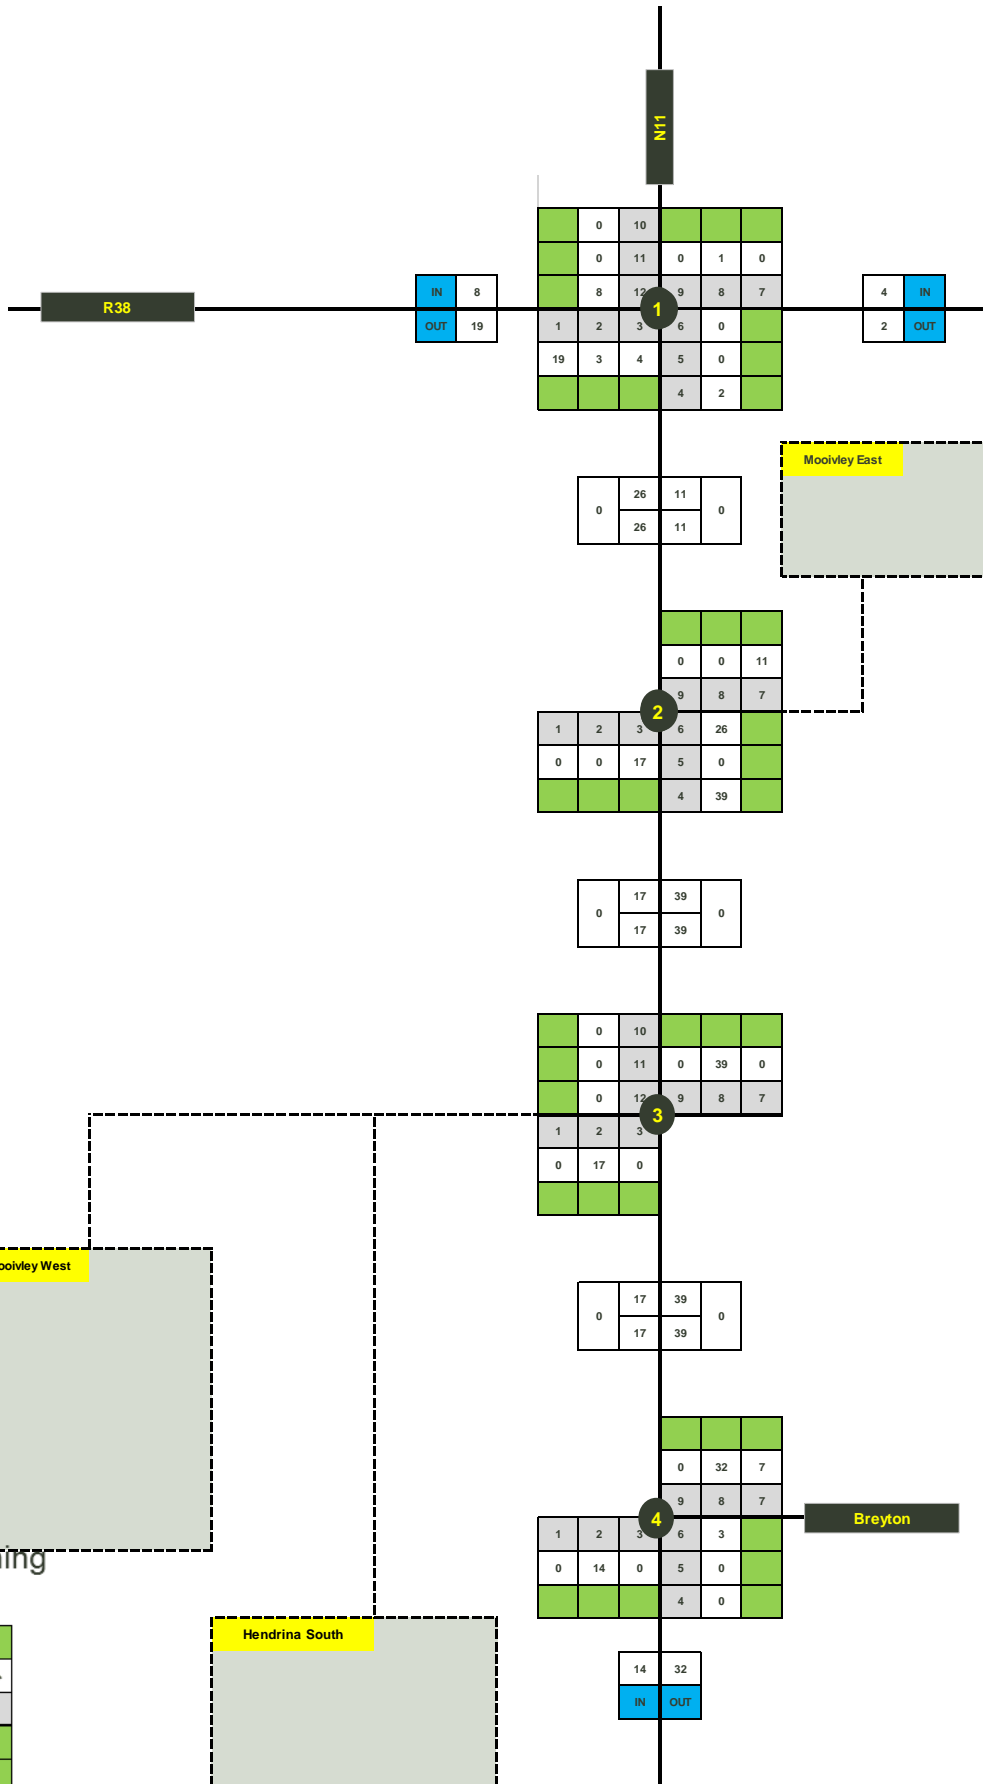 N11
0 10
0 11 0 1 0
R38
IN 8
8 12 9 8 7
4 IN
1
OUT 19
1 2 3 6 0
2 OUT
19 3 4 5 0
4 2
Mooivley East
0
26 11
0
26 11
0 0 11
9 8 7
2
1 2 3 6 26
0 0 17 5 0
4 39
0
17 39
0
17 39
0 10
0 11 0 39 0
0 12 9 8 7
3
1 2 3
0 17 0
ooivley West
0
17 39
0
17 39
0 32 7
9 8 7
4
Breyton
1 2 3 6 3
0 14 0 5 0
4 0
ing
Hendrina South
14 32
IN OUT